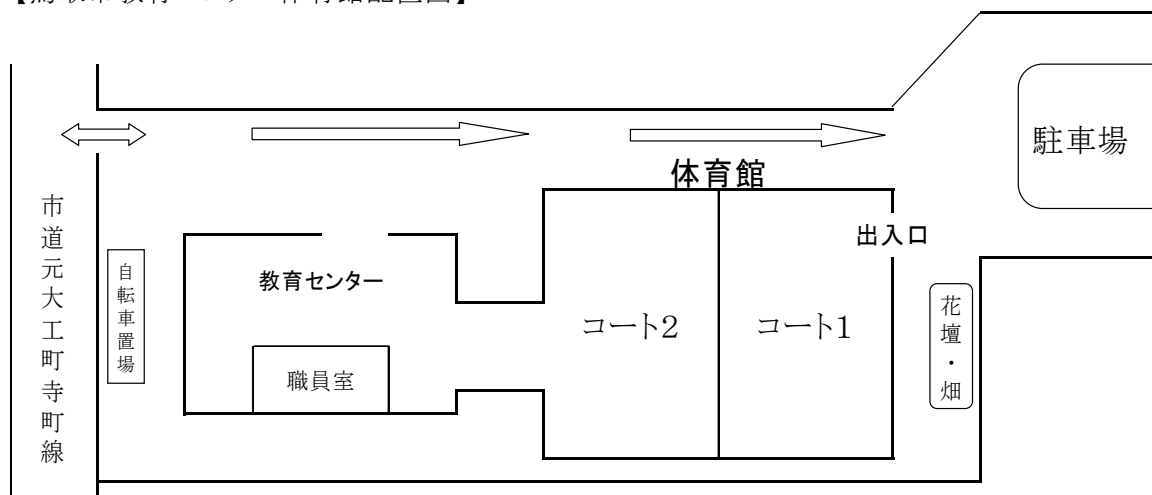 体育館
駐車場
出入口
市道元大工町寺町線
自転車置場
教育センター
職員室
コート2
コート1
花壇・畑